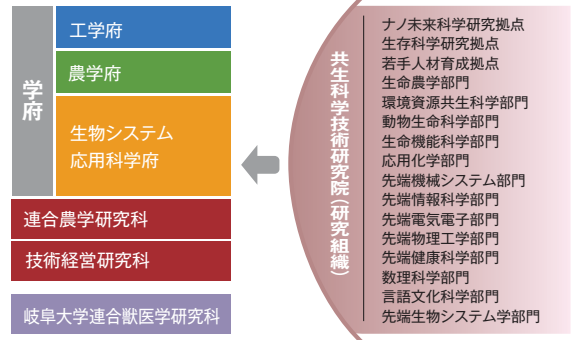 学府
工学府
農学府
生物システム
応用科学府
連合農学研究科
技術経営研究科
岐阜大学連合獣医学研究科
共生科学技術研究院(研究組織)
ナノ未来科学研究拠点
生存科学研究拠点
若手人材育成拠点
生命農学部門
環境資源共生科学部門
動物生命科学部門
生命機能科学部門
応用化学部門
先端機械システム部門
先端情報科学部門
先端電気電子部門
先端物理工学部門
先端健康科学部門
数理科学部門
言語文化科学部門
先端生物システム学部門